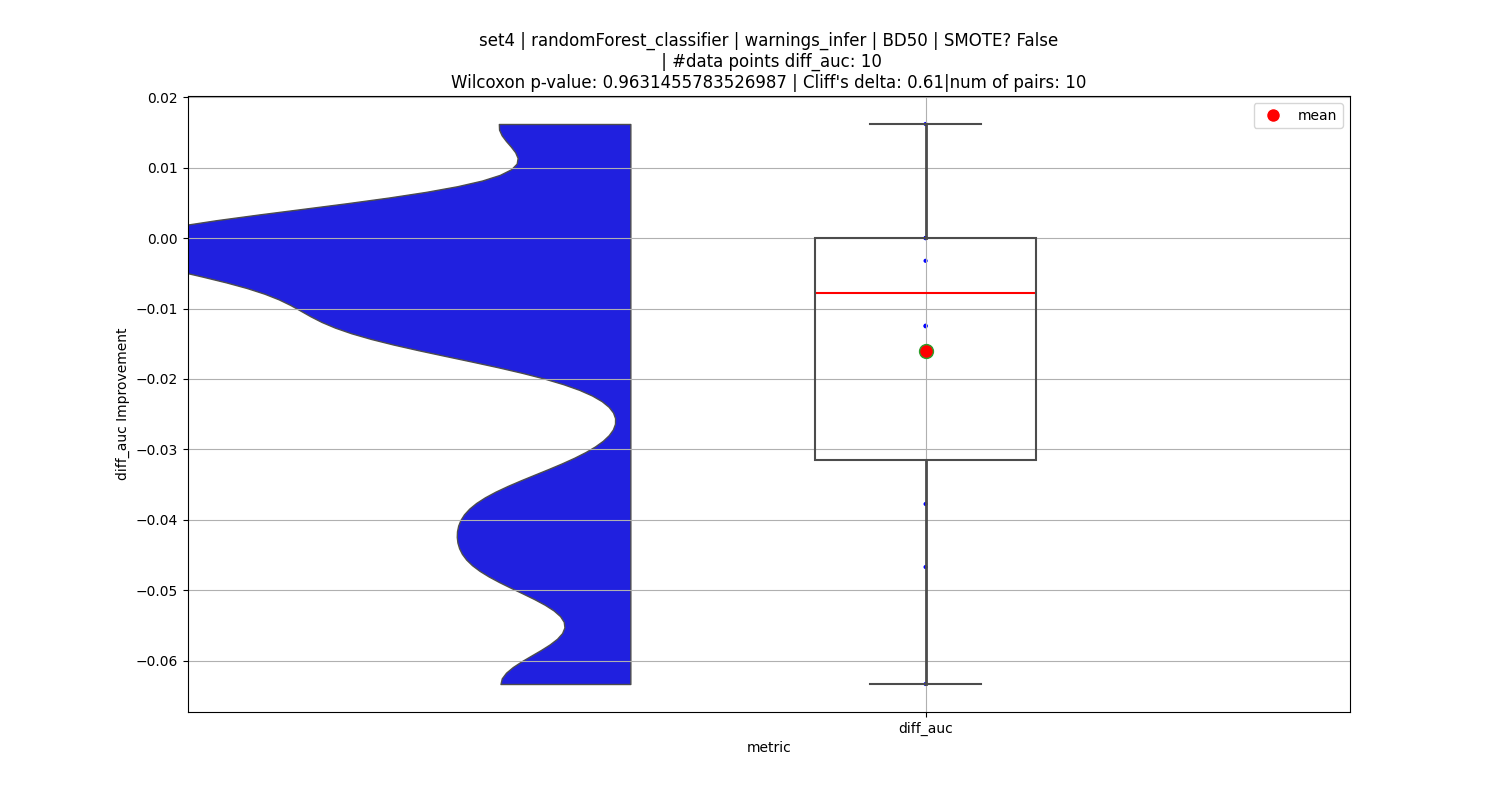 set4 | randomForest_classifier | warnings_infer | BD50 | SMOTE? False
| #data points diff_auc: 10
Wilcoxon p-value: 0.9631455783526987 | Cliff's delta: 0.61|num of pairs: 10
mean
0.02
0.01
0.00
−0.01
−0.02
−0.03
−0.04
−0.05
−0.06
diff_auc Improvement
diff_auc
metric